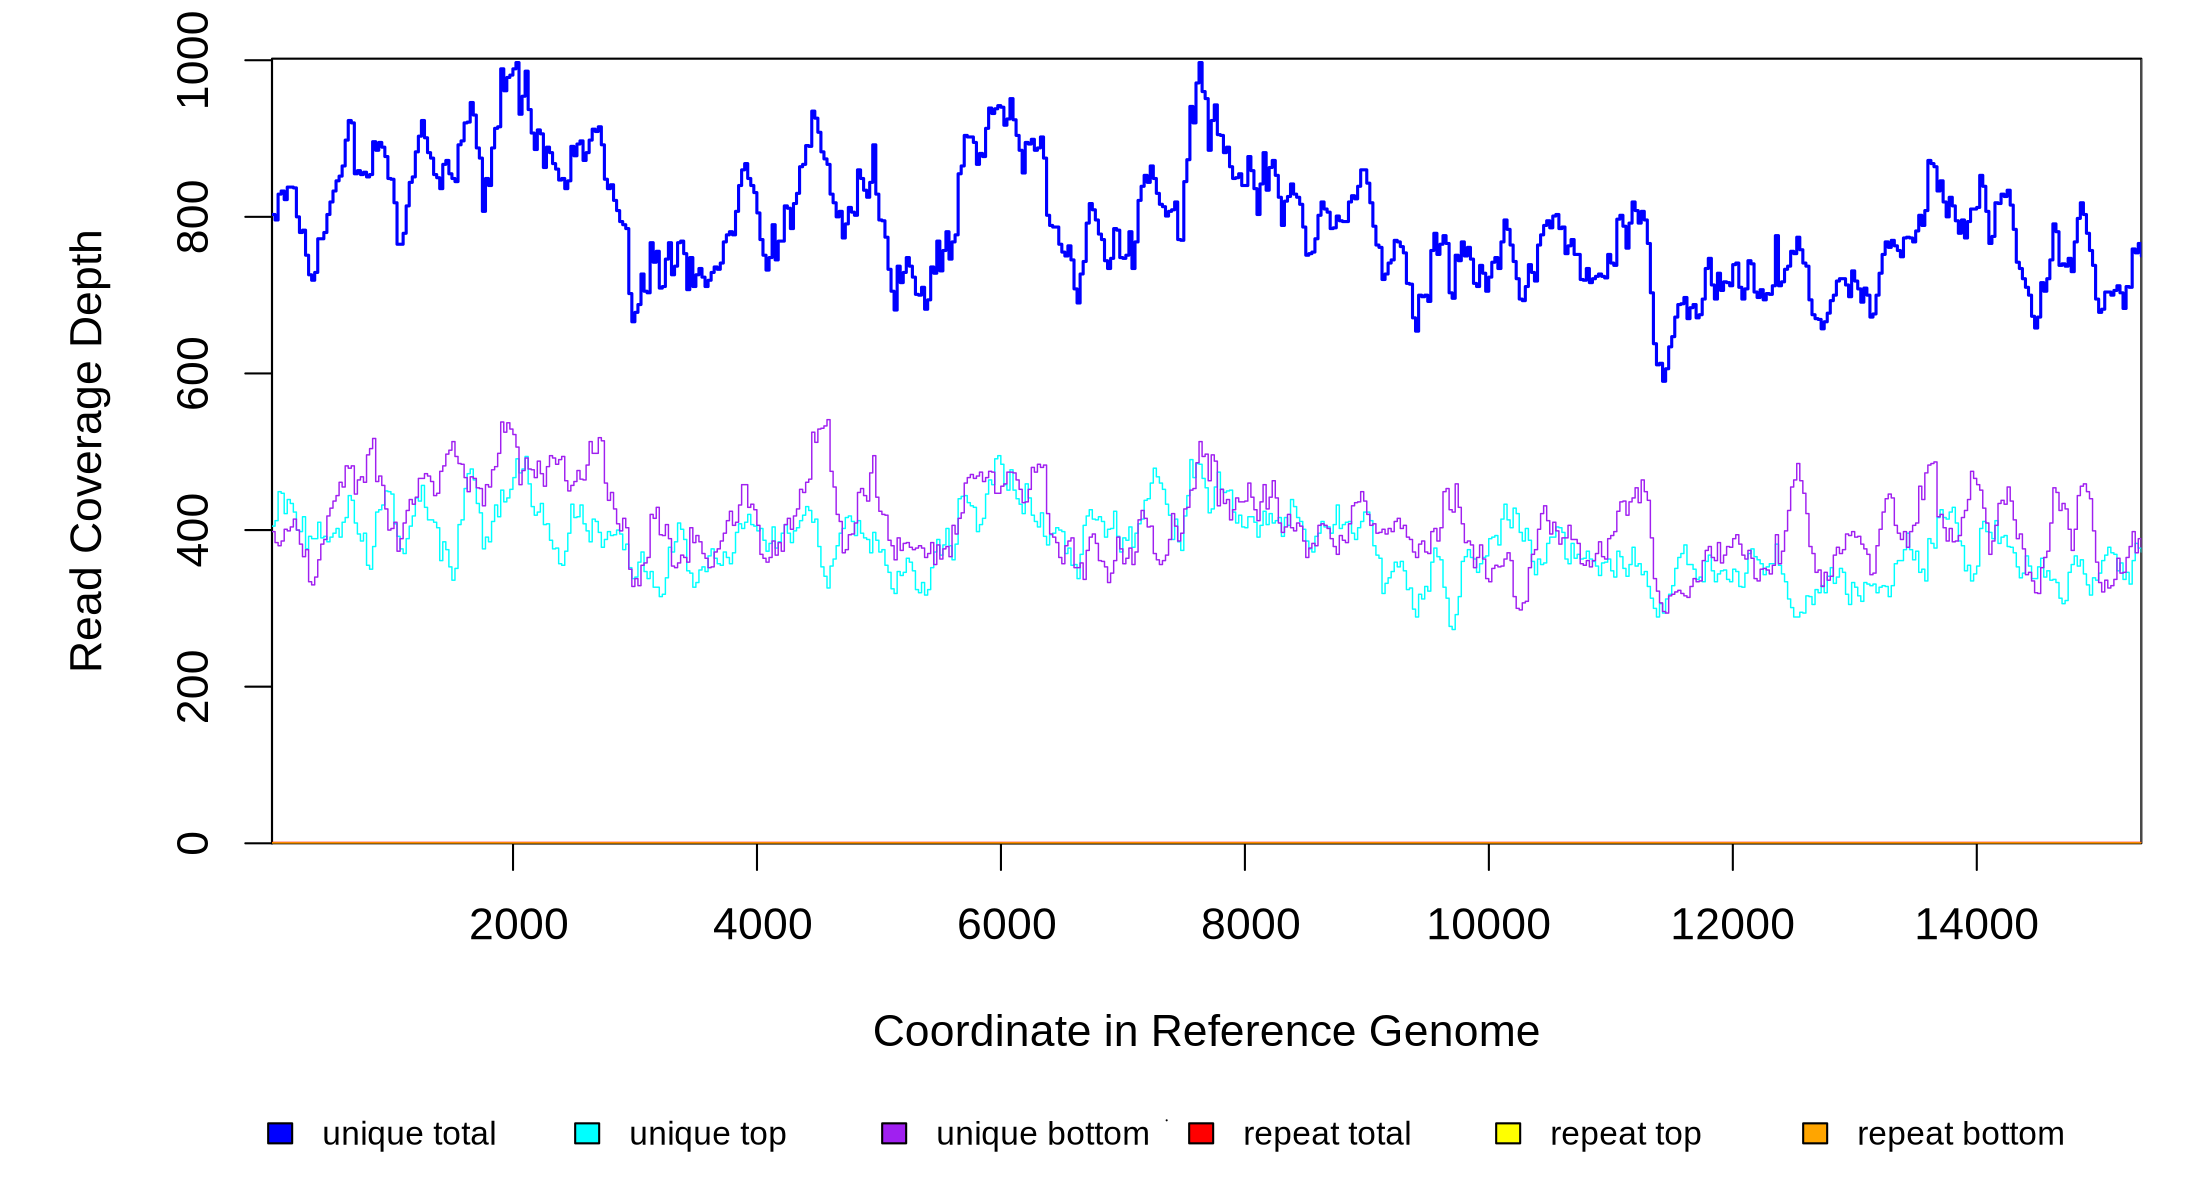 Read Coverage Depth
1000
800
600
400
200
0
2000 4000 6000 8000 10000 12000 14000
Coordinate in Reference Genome
unique total unique top unique bottom repeat total repeat top repeat bottom